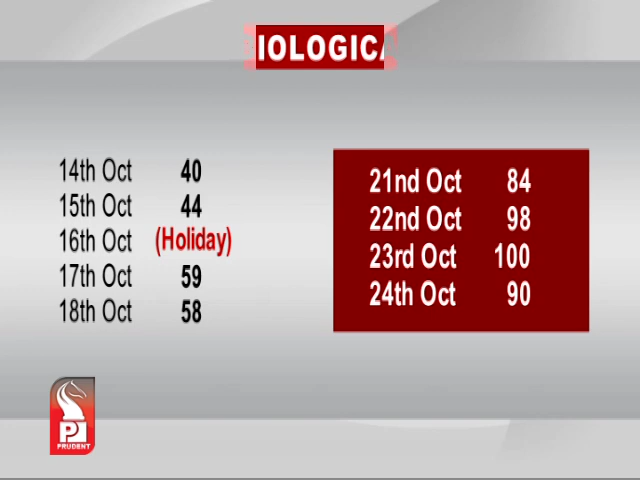 IOLOGICA
14th Oct 40
15th Oct 44
16th Oct (Holiday)
17th Oct 59
18th Oct 58
21nd Oct 84
22nd Oct 98
23rd Oct 100
24th Oct 90
P
PRUDENT